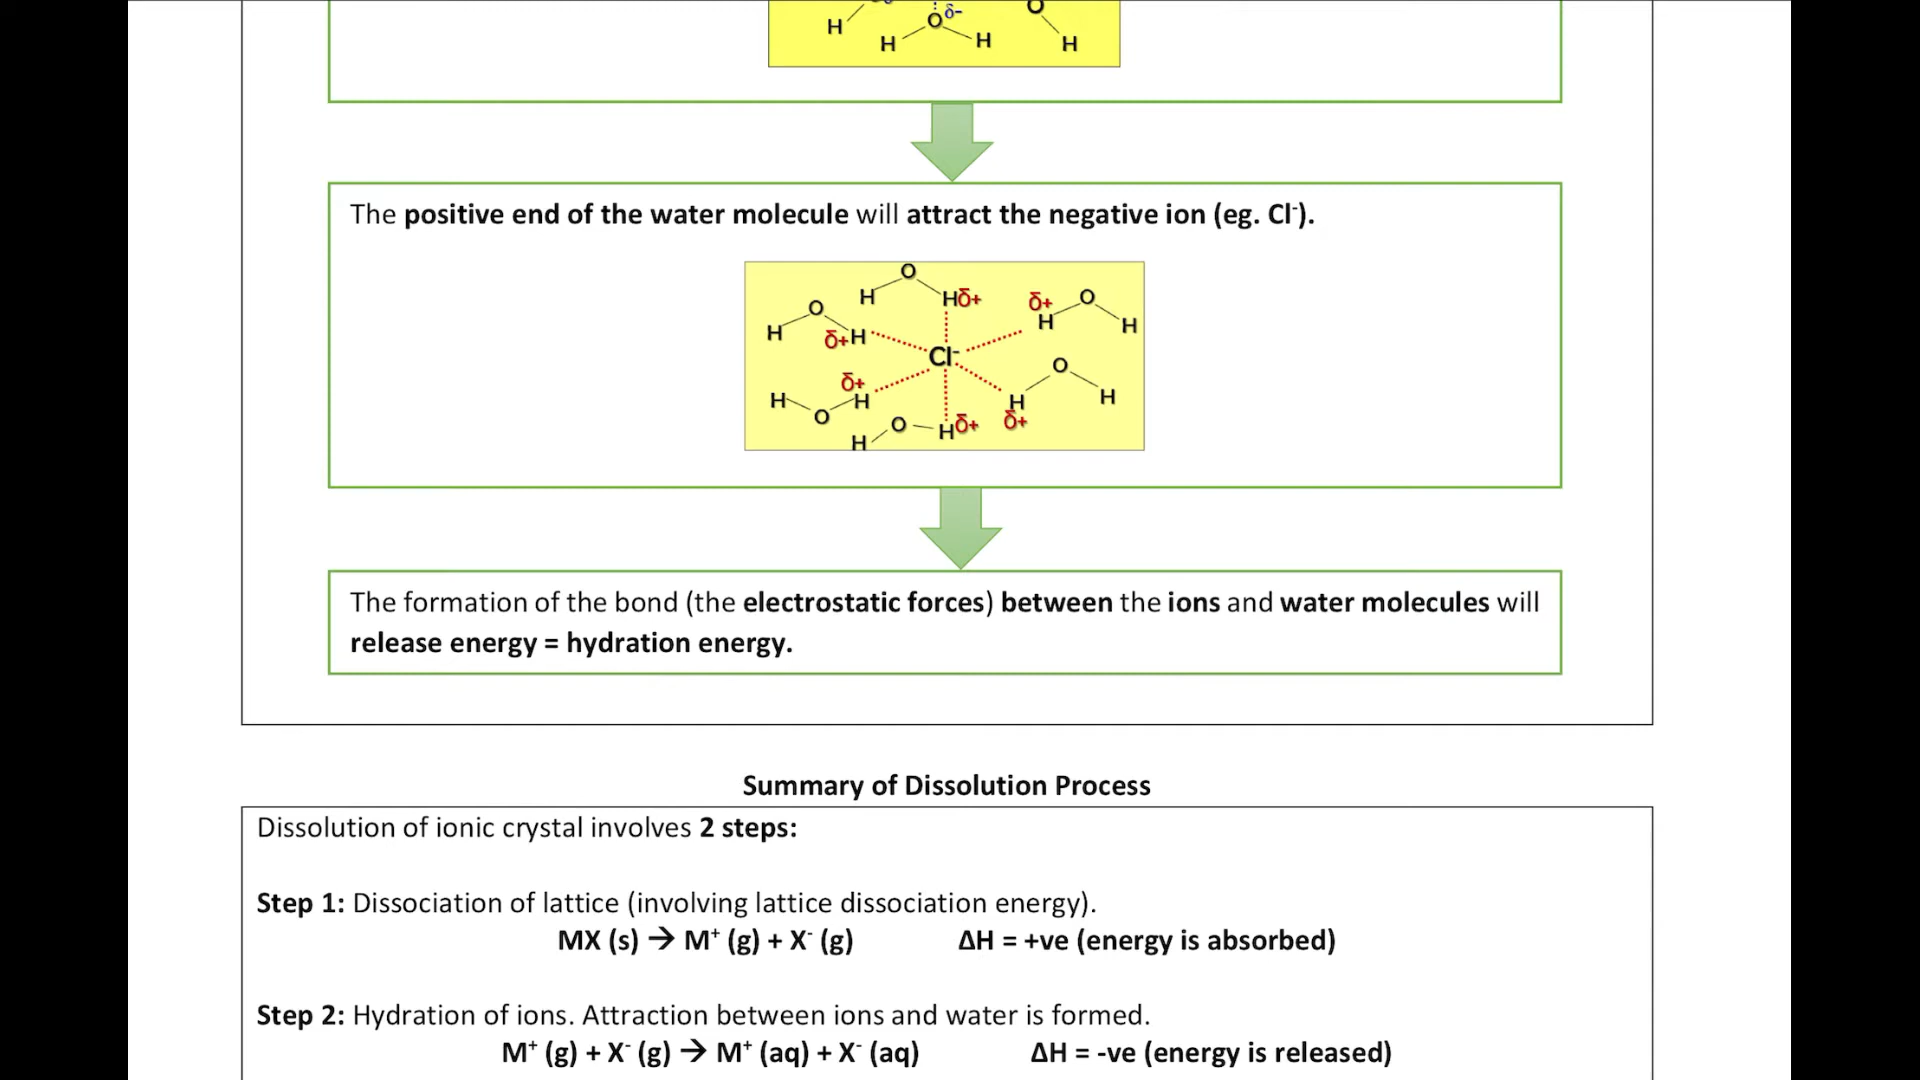 δ-
O
O
H
H
H
H
The positive end of the water molecule will attract the negative ion (eg. Cl⁻).
O
H
Hδ+
O
H
δ+H
δ+
O
H
H
Cl⁻
O
H
δ+
H
δ+
H
H
O
O
H
Hδ+
The formation of the bond (the electrostatic forces) between the ions and water molecules will
release energy = hydration energy.
Summary of Dissolution Process
Dissolution of ionic crystal involves 2 steps:
Step 1: Dissociation of lattice (involving lattice dissociation energy).
MX (s) → M⁺ (g) + X⁻ (g) ΔH = +ve (energy is absorbed)
Step 2: Hydration of ions. Attraction between ions and water is formed.
M⁺ (g) + X⁻ (g) → M⁺ (aq) + X⁻ (aq) ΔH = -ve (energy is released)